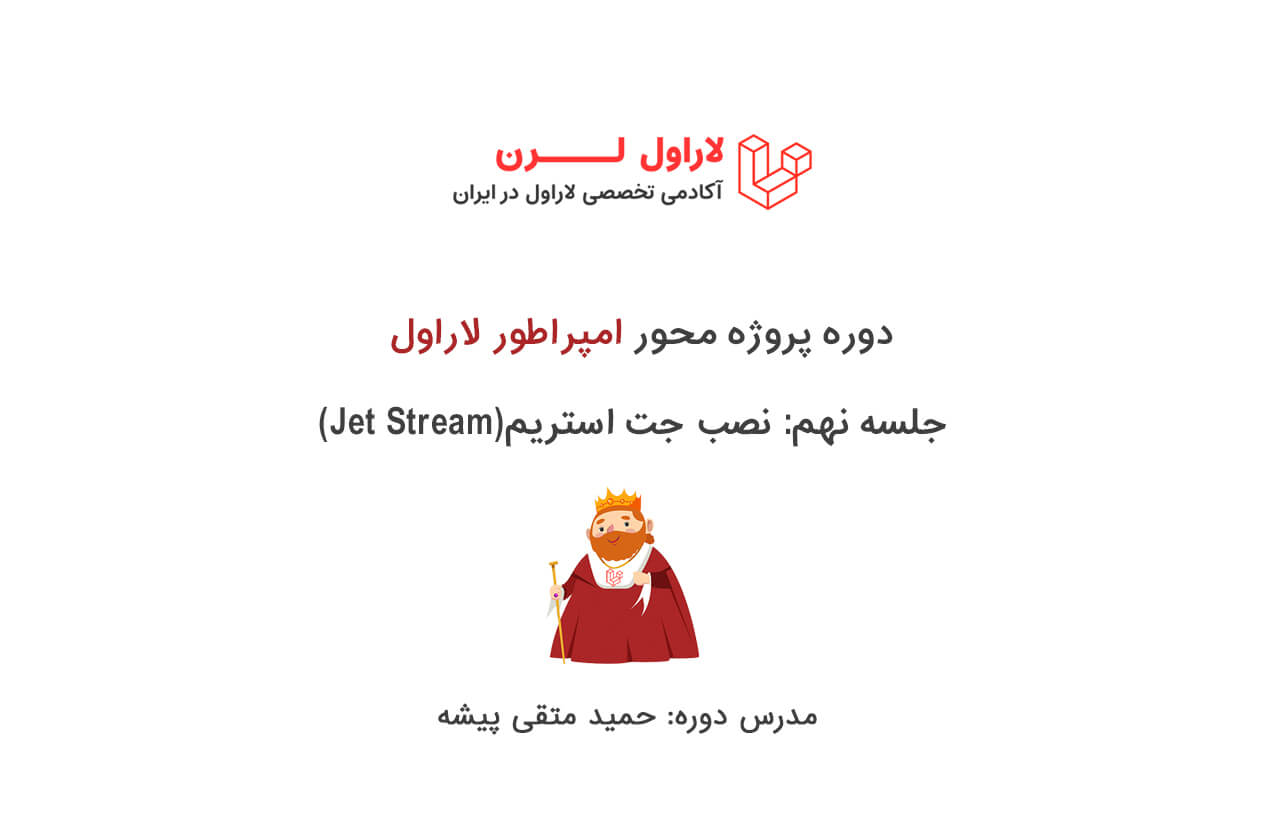 لاراول لـــــــرن
آکادمی تخصصی لاراول در ایران
دوره پروژه محور امپراطور لاراول
جلسه نهم: نصب جت استریم(Jet Stream)
مدرس دوره: حمید متقی پیشه